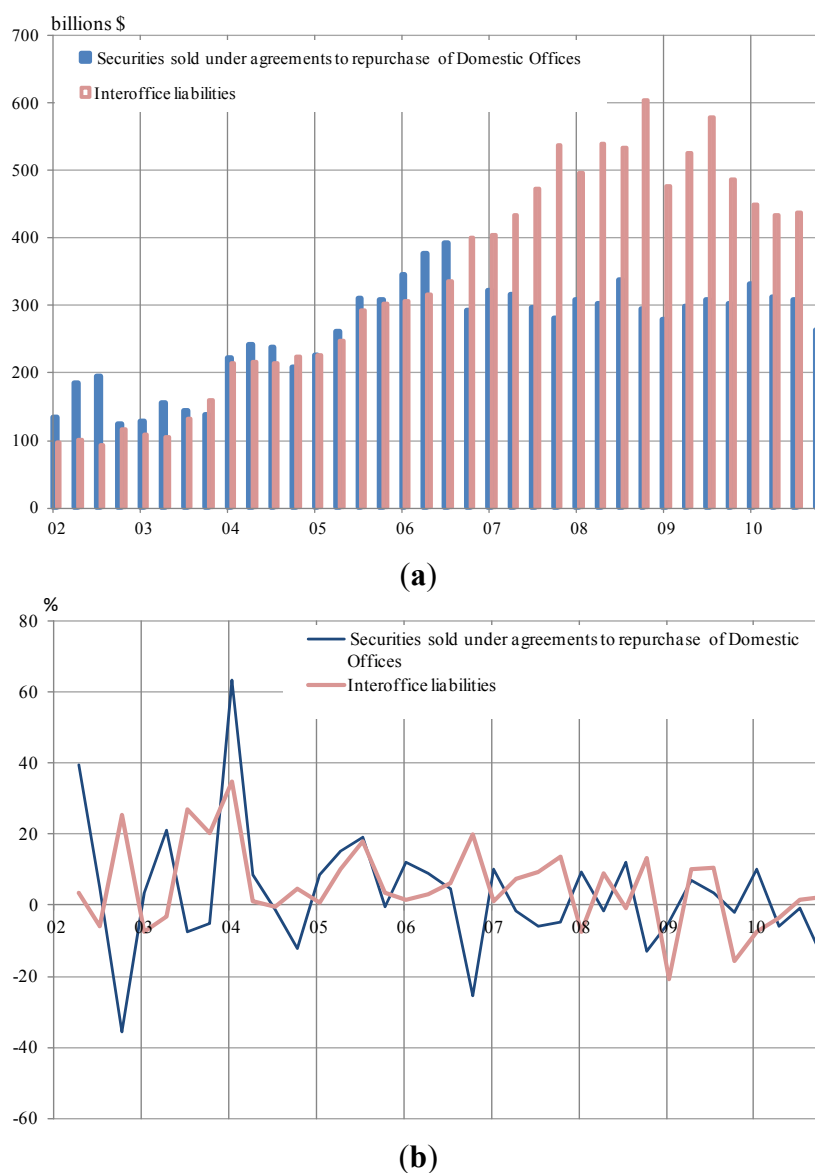 billions $
700
Securities sold under agreements to repurchase of Domestic Offices
600
Interoffice liabilities
500
400
300
200
100
0
02 03 04 05 06 07 08 09 10
(a)
%
80
Securities sold under agreements to repurchase of Domestic
Offices
60
Interoffice liabilities
40
20
0
02 03 04 05 06 07 08 09 10
-20
-40
-60
(b)